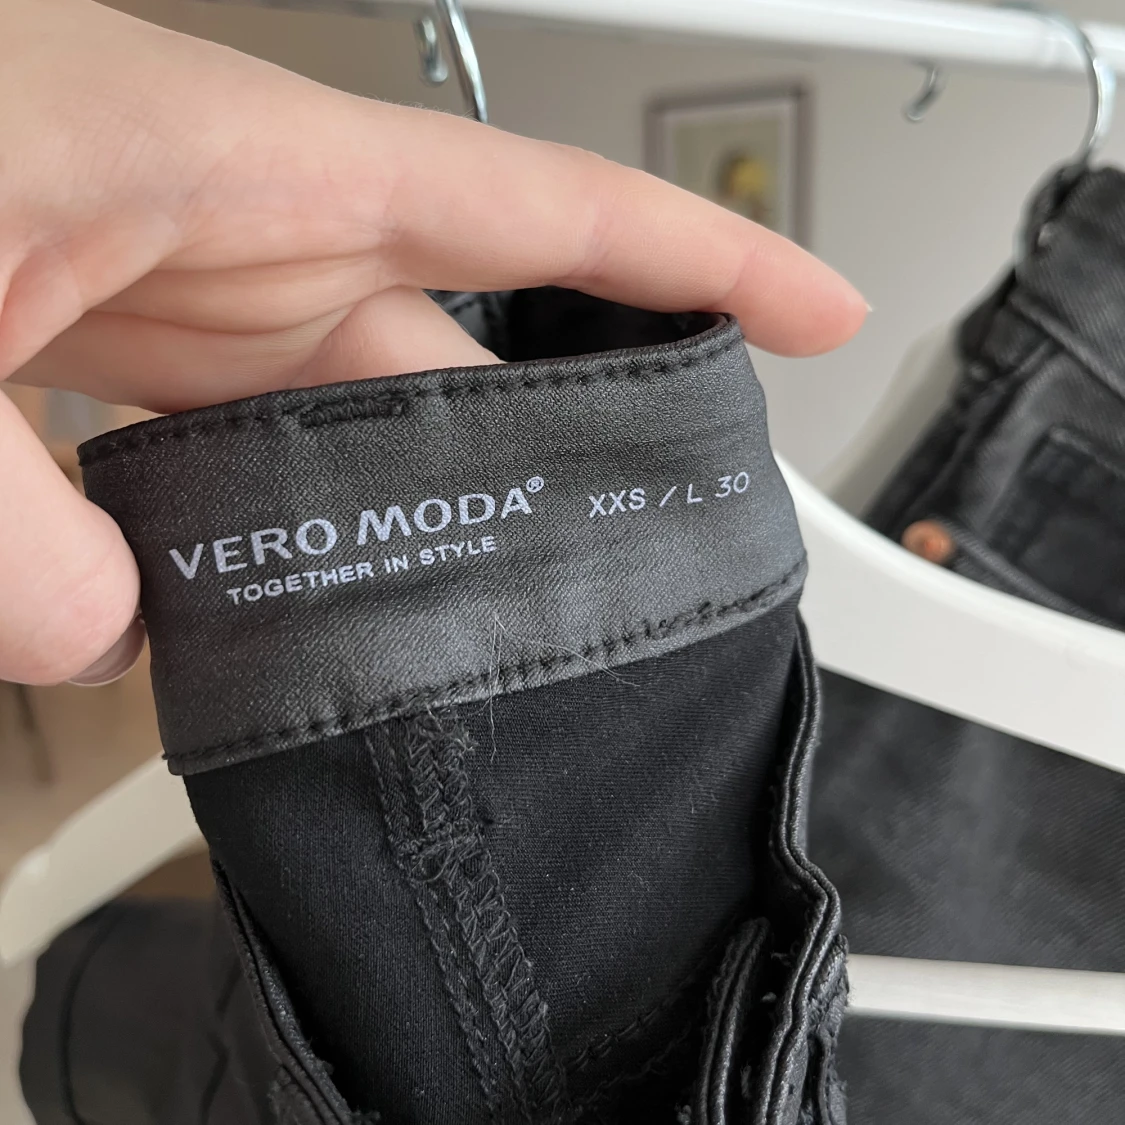 VERO MODA® XXS / L 30
TOGETHER IN STYLE